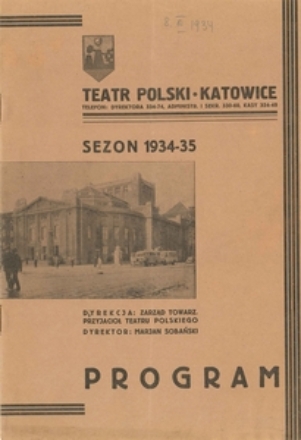 TEATR POLSKI • KATOWICE
SEZON 1934-35
DYREKCJA: ZARZĄD TOWARZ.
PRZYJACIÓŁ TEATRU POLSKIEGO
DYREKTOR: MARJAN SOBAŃSKI
PROGRAM